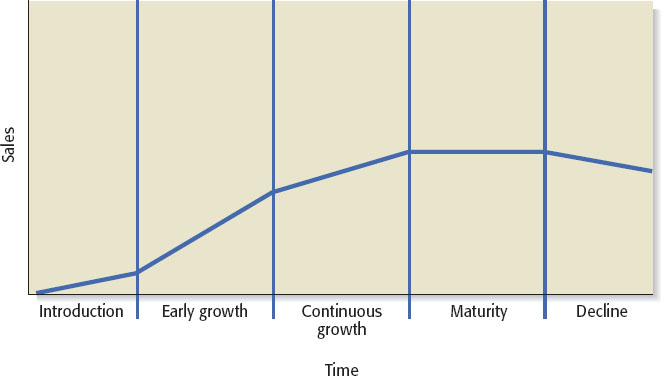 Sales
Introduction
Early growth
Continuous
growth
Maturity
Decline
Time